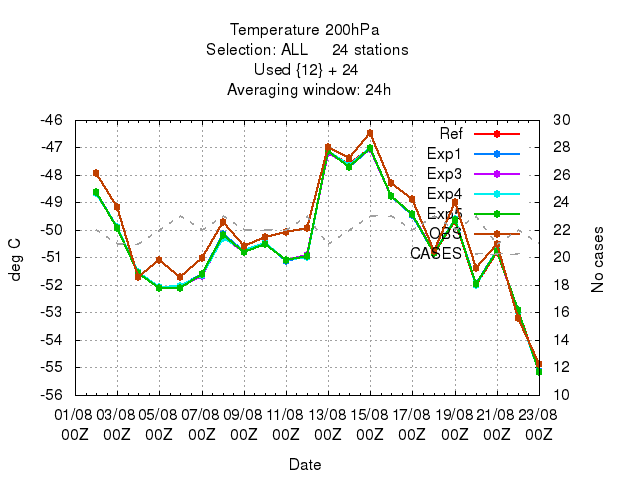 Temperature 200hPa
Selection: ALL 24 stations
Used {12} + 24
Averaging window: 24h
-46
-47
-48
-49
-50
-51
-52
-53
-54
-55
-56
deg C
30
28
26
24
22
20
18
16
14
12
10
No cases
Ref
Exp1
Exp3
Exp4
Exp5
OBS
CASES
01/08 03/08 05/08 07/08 09/08 11/08 13/08 15/08 17/08 19/08 21/08 23/08
00Z 00Z 00Z 00Z 00Z 00Z 00Z 00Z 00Z 00Z 00Z 00Z
Date